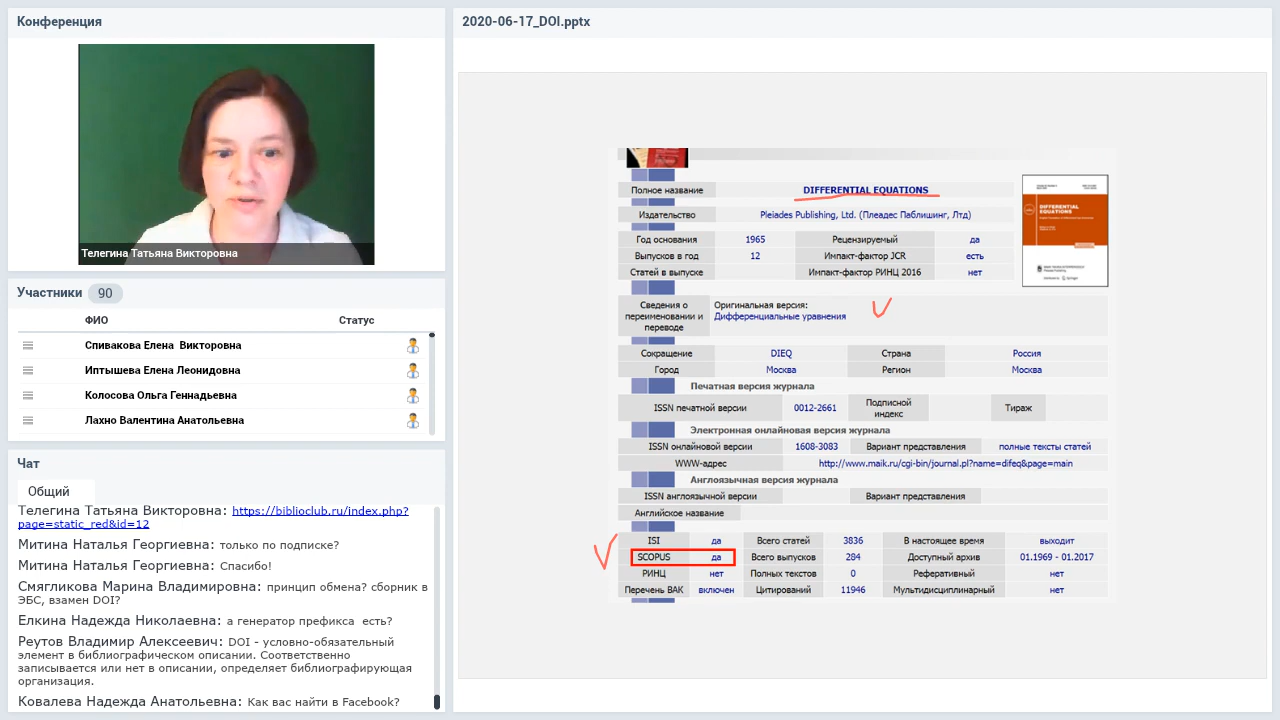 Конференция
Телегина Татьяна Викторовна
Участники 90
ФИО Статус
Спивакова Елена Викторовна
Иптышева Елена Леонидовна
Колосова Ольга Геннадьевна
Лахно Валентина Анатольевна
Чат
Общий
Телегина Татьяна Викторовна: https://biblioclub.ru/index.php?
page=static_red&id=12
Митина Наталья Георгиевна: только по подписке?
Митина Наталья Георгиевна: Спасибо!
Смягликова Марина Владимировна: принцип обмена? сборник в
ЭБС, взамен DOI?
Елкина Надежда Николаевна: а генератор префикса есть?
Реутов Владимир Алексеевич: DOI - условно-обязательный
элемент в библиографическом описании. Соответственно
записывается или нет в описании, определяет библиографирующая
организация.
Ковалева Надежда Анатольевна: Как вас найти в Facebook?
2020-06-17_DOI.pptx
Полное название DIFFERENTIAL EQUATIONS
Издательство Pleiades Publishing, Ltd. (Плеадес Паблишинг, Лтд)
Год основания 1965 Рецензируемый да
Выпусков в год 12 Импакт-фактор JCR есть
Статей в выпуске Импакт-фактор РИНЦ 2016 нет
DIFFERENTIAL
EQUATIONS
Сведения о
переименовании и
переводе
Оригинальная версия:
Дифференциальные уравнения
Сокращение DIEQ Страна Россия
Город Москва Регион Москва
Печатная версия журнала
ISSN печатной версии 0012-2661 Подписной
индекс Тираж
Электронная онлайновая версия журнала
ISSN онлайновой версии 1608-3083 Вариант представления полные тексты статей
WWW-адрес http://www.maik.ru/cgi-bin/journal.pl?name=difeq&page=main
Англоязычная версия журнала
ISSN англоязычной версии Вариант представления
Английское название
ISI да Всего статей 3836 В настоящее время выходит
SCOPUS да Всего выпусков 284 Доступный архив 01.1969 - 01.2017
РИНЦ нет Полных текстов 0 Реферативный нет
Перечень ВАК включен Цитирований 11946 Мультидисциплинарный нет